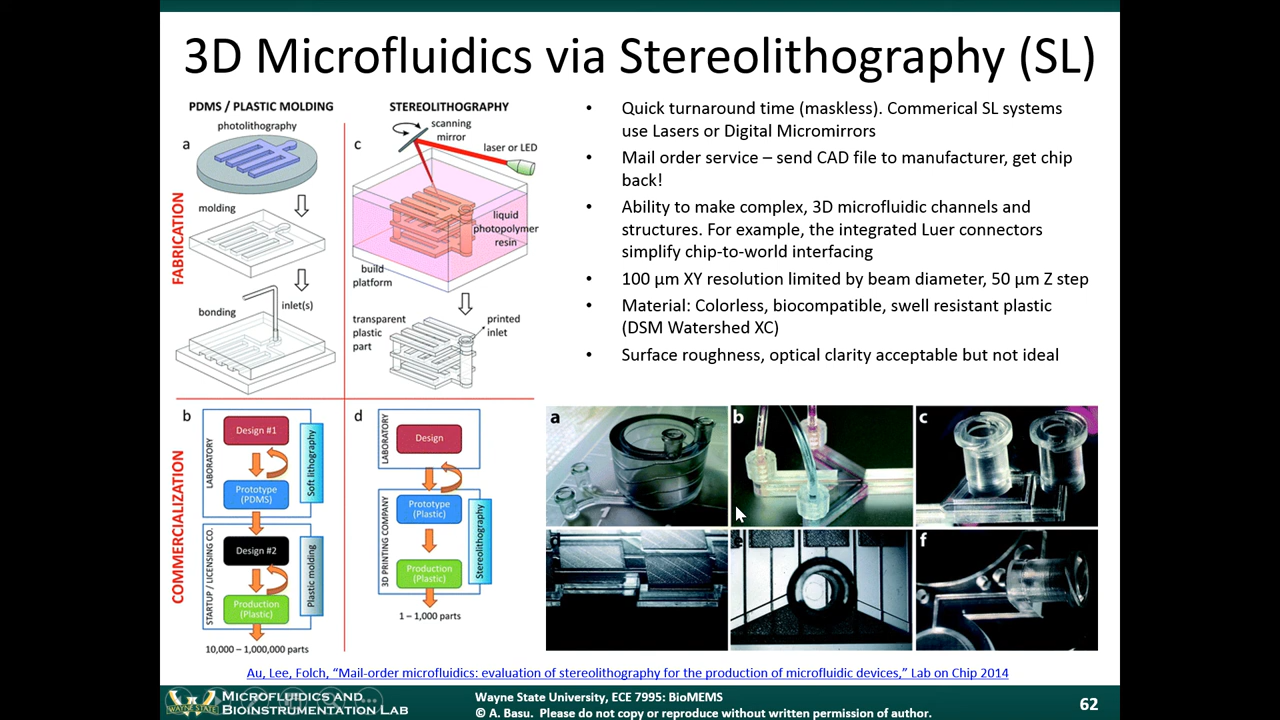 3D Microfluidics via Stereolithography (SL)
PDMS / PLASTIC MOLDING
photolithography
a
molding
FABRICATION
bonding
inlet(s)
STEREOLITHOGRAPHY
scanning
mirror
c
laser or LED
liquid
photopolymer
resin
build
platform
transparent
plastic
part
printed
inlet
b
LABORATORY
Design #1
Prototype
(PDMS)
Soft lithography
COMMERCIALIZATION
STARTUP / LICENSING CO.
Design #2
Production
(Plastic)
Plastic molding
10,000 – 1,000,000 parts
d
LABORATORY
Design
3D PRINTING COMPANY
Prototype
(Plastic)
Production
(Plastic)
Stereolithography
1 – 1,000 parts
• Quick turnaround time (maskless). Commerical SL systems
use Lasers or Digital Micromirrors
• Mail order service – send CAD file to manufacturer, get chip
back!
• Ability to make complex, 3D microfluidic channels and
structures. For example, the integrated Luer connectors
simplify chip-to-world interfacing
• 100 µm XY resolution limited by beam diameter, 50 µm Z step
• Material: Colorless, biocompatible, swell resistant plastic
(DSM Watershed XC)
• Surface roughness, optical clarity acceptable but not ideal
a
b
c
d
e
f
Au, Lee, Folch, “Mail-order microfluidics: evaluation of stereolithography for the production of microfluidic devices,” Lab on Chip 2014
WAYNE STATE
MICROFLUIDICS AND
BIOINSTRUMENTATION LAB
Wayne State University, ECE 7995: BioMEMS
© A. Basu. Please do not copy or reproduce without written permission of author.
62